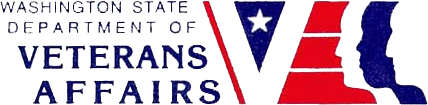 WASHINGTON STATE
DEPARTMENT OF
VETERANS
AFFAIRS